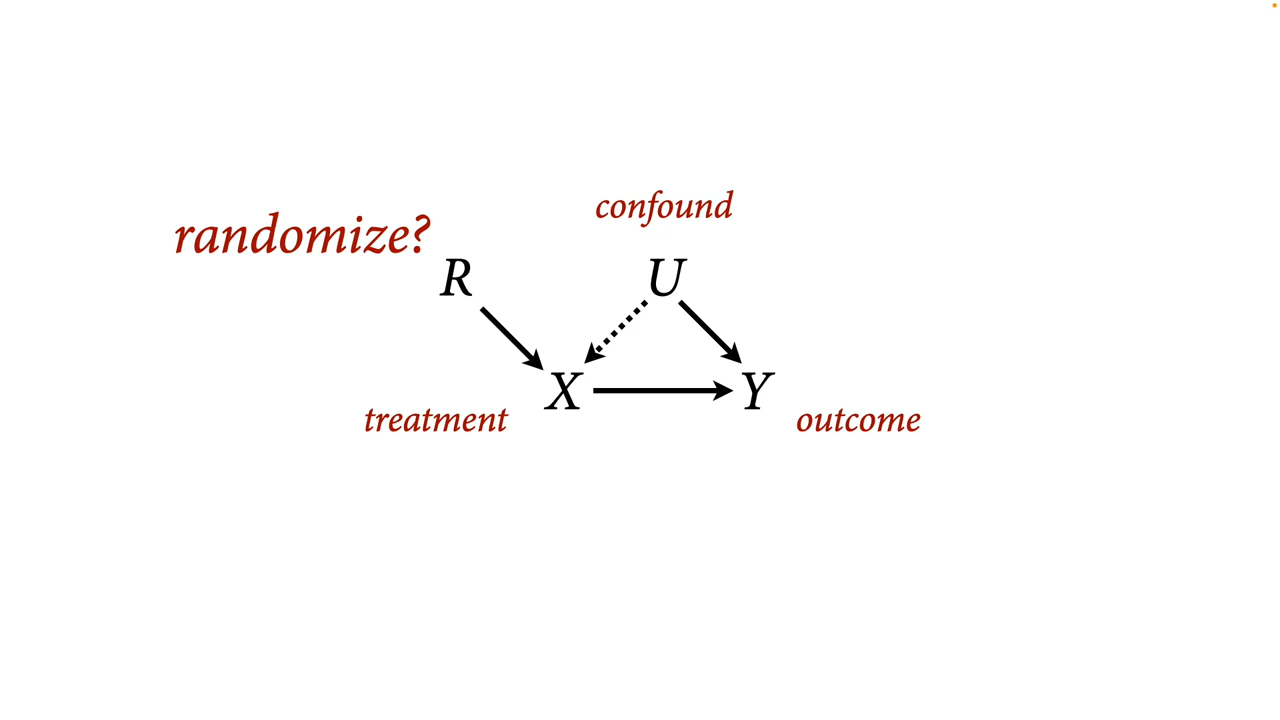 confound
randomize?
R
U
X
Y
treatment
outcome